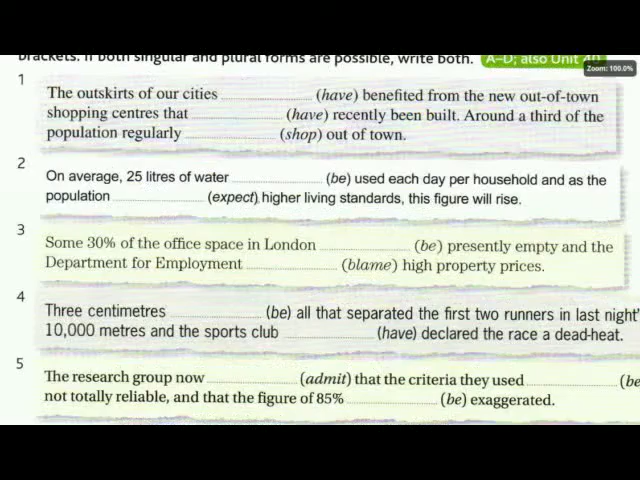 brackets. If both singular and plural forms are possible, write both. A–D; also Unit 40
Zoom: 100.0%
1
The outskirts of our cities .................... (have) benefited from the new out-of-town
shopping centres that .................... (have) recently been built. Around a third of the
population regularly .................... (shop) out of town.
2
On average, 25 litres of water .................... (be) used each day per household and as the
population .................... (expect) higher living standards, this figure will rise.
3
Some 30% of the office space in London .................... (be) presently empty and the
Department for Employment .................... (blame) high property prices.
4
Three centimetres .................... (be) all that separated the first two runners in last night'
10,000 metres and the sports club .................... (have) declared the race a dead-heat.
5
The research group now .................... (admit) that the criteria they used .................... (be
not totally reliable, and that the figure of 85% .................... (be) exaggerated.